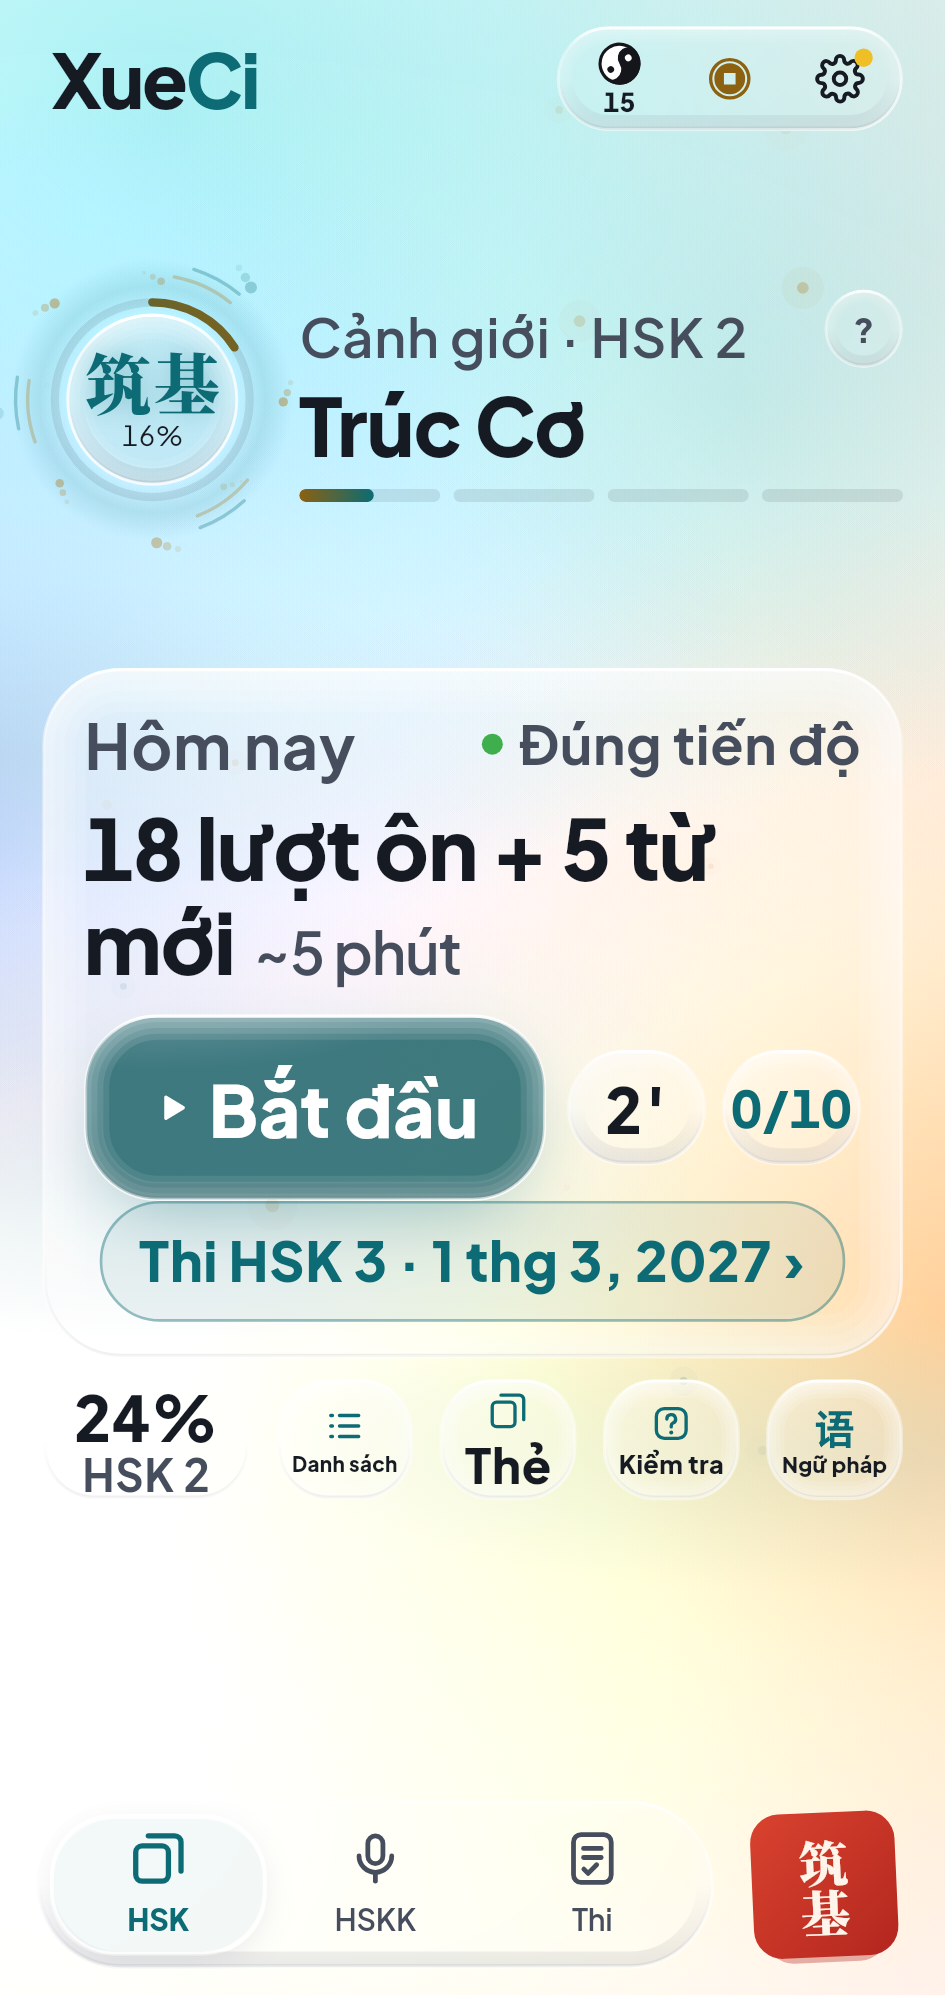 XueCi
15
筑基
16%
Cảnh giới · HSK 2
?
Trúc Cơ
Hôm nay
Đúng tiến độ
18 lượt ôn + 5 từ
mới ~5 phút
Bắt đầu
2'
0/10
Thi HSK 3 · 1 thg 3, 2027 ›
24%
HSK 2
Danh sách
Thẻ
Kiểm tra
语
Ngữ pháp
HSK
HSKK
Thi
筑
基